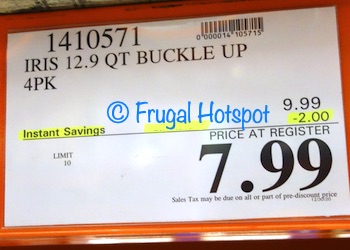 1410571
0000014105715
IRIS 12.9 QT BUCKLE UP
4PK
© Frugal Hotspot
9.99
Instant Savings -2.00
PRICE AT REGISTER
LIMIT
10
7.99
Sales Tax may be due on all or part of pre-discount price